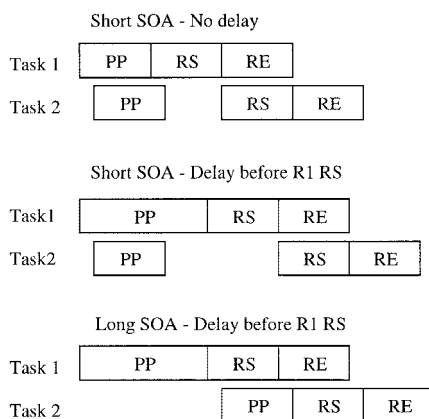 Short SOA - No delay
Task 1 PP RS RE
Task 2 PP RS RE
Short SOA - Delay before R1 RS
Task1 PP RS RE
Task2 PP RS RE
Long SOA - Delay before R1 RS
Task 1 PP RS RE
Task 2 PP RS RE